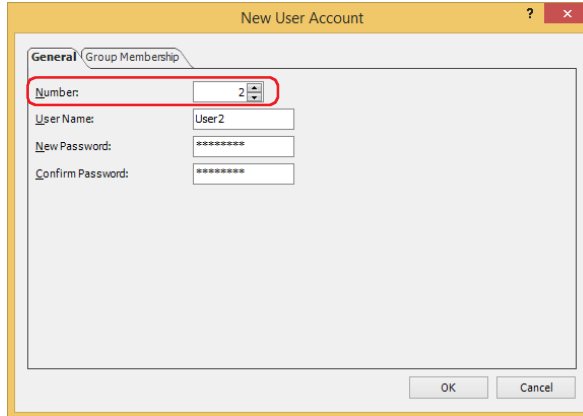 New User Account
? ×
General Group Membership
Number: 2
User Name: User2
New Password: ********
Confirm Password: ********
OK Cancel